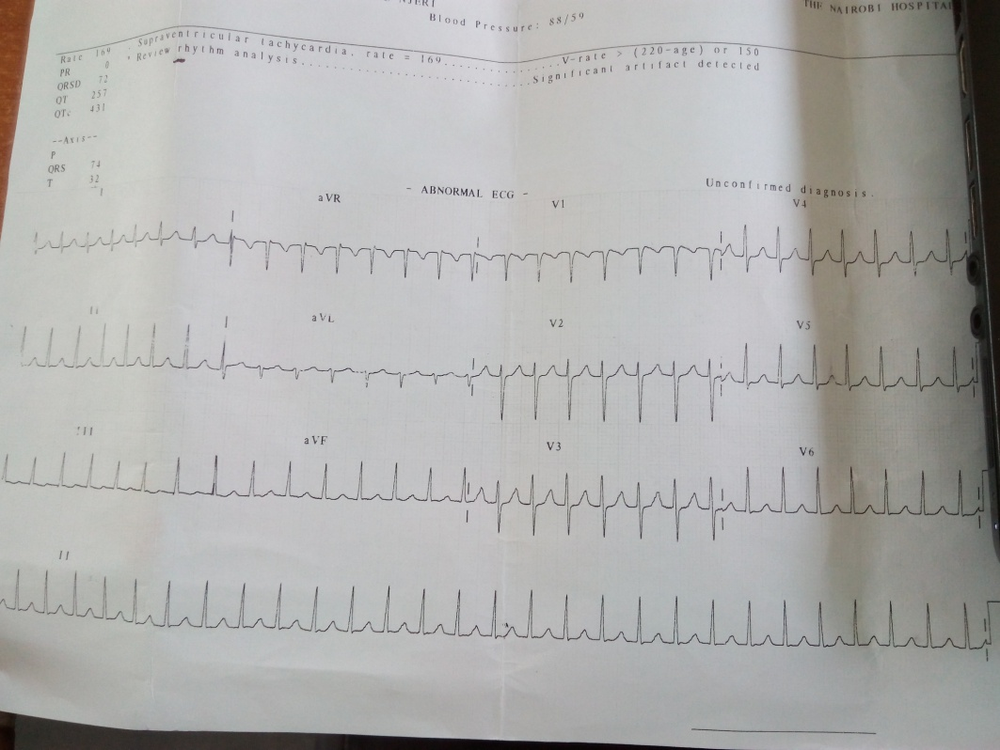 Blood Pressure: 88/59
THE NAIROBI HOSPITAL
Rate 169 . Supraventricular tachycardia, rate = 169..............V-rate > (220-age) or 150
PR 0 . Review rhythm analysis..............................Significant artifact detected
QRSD 72
QT 257
QTc 431
--Axis--
P
QRS 74
T 32
- ABNORMAL ECG -
Unconfirmed diagnosis.
I
aVR
V1
V4
II
aVL
V2
V5
III
aVF
V3
V6
II